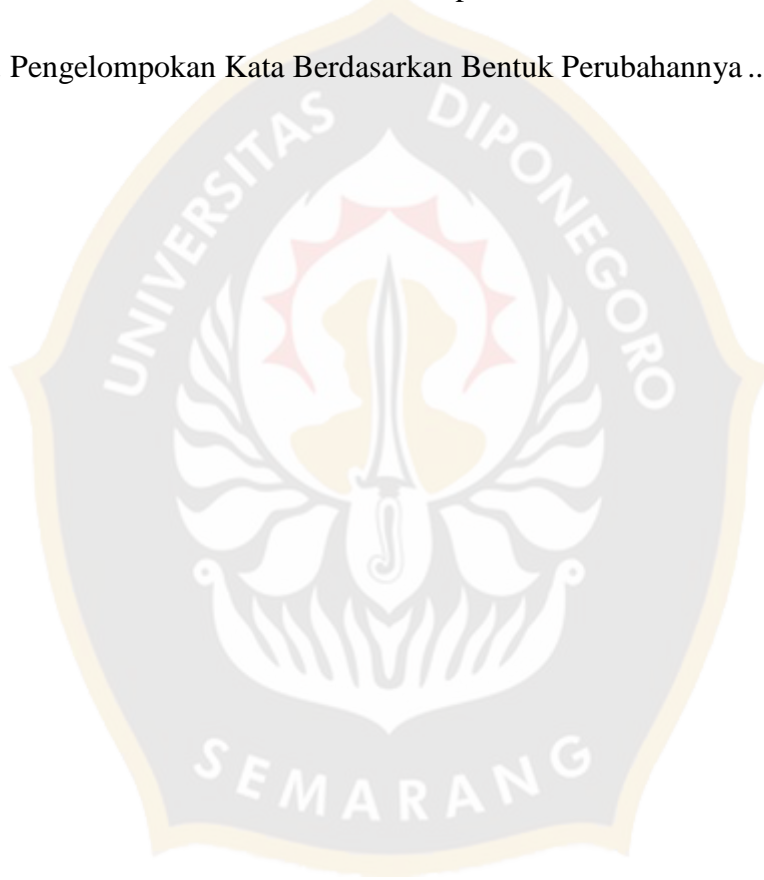 Pengelompokan Kata Berdasarkan Bentuk Perubahannya ..
UNIVERSITAS DIPONEGORO
SEMARANG